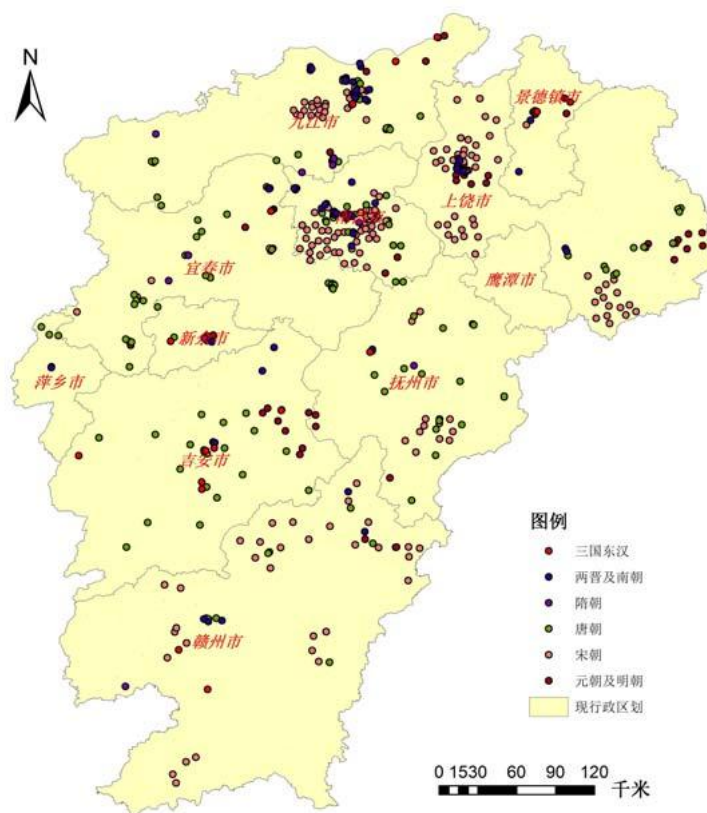 N
景德镇市
九江市
上饶市
宜春市
鹰潭市
新余市
萍乡市
抚州市
吉安市
图例
三国东汉
两晋及南朝
隋朝
唐朝
宋朝
赣州市
元朝及明朝
现行政区划
0 1530 60 90 120
千米